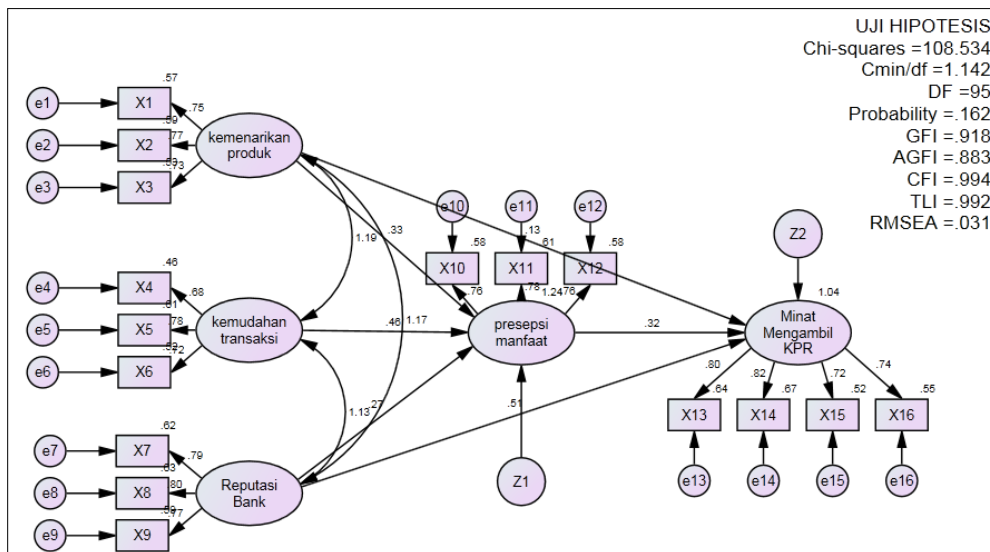 UJI HIPOTESIS
Chi-squares =108.534
Cmin/df =1.142
DF =95
Probability =.162
GFI =.918
AGFI =.883
CFI =.994
TLI =.992
RMSEA =.031
.57
e1
X1
.75
.59
e2
X2
.77
e3
X3
.73
kemenarikan
produk
1.19
.33
.46
e4
X4
.68
e5
X5
.78
e6
X6
.72
kemudahan
transaksi
.46
1.17
1.13
.27
.62
e7
X7
.79
.63
e8
X8
.80
.59
e9
X9
.77
Reputasi
Bank
.51
e10
e11
e12
.58
.13
.61
.58
X10
X11
X12
.76
.78
1.24
.76
presepsi
manfaat
.32
Z1
Z2
1.04
Minat
Mengambil
KPR
.80
.82
.72
.74
.64
.67
.52
.55
X13
X14
X15
X16
e13
e14
e15
e16